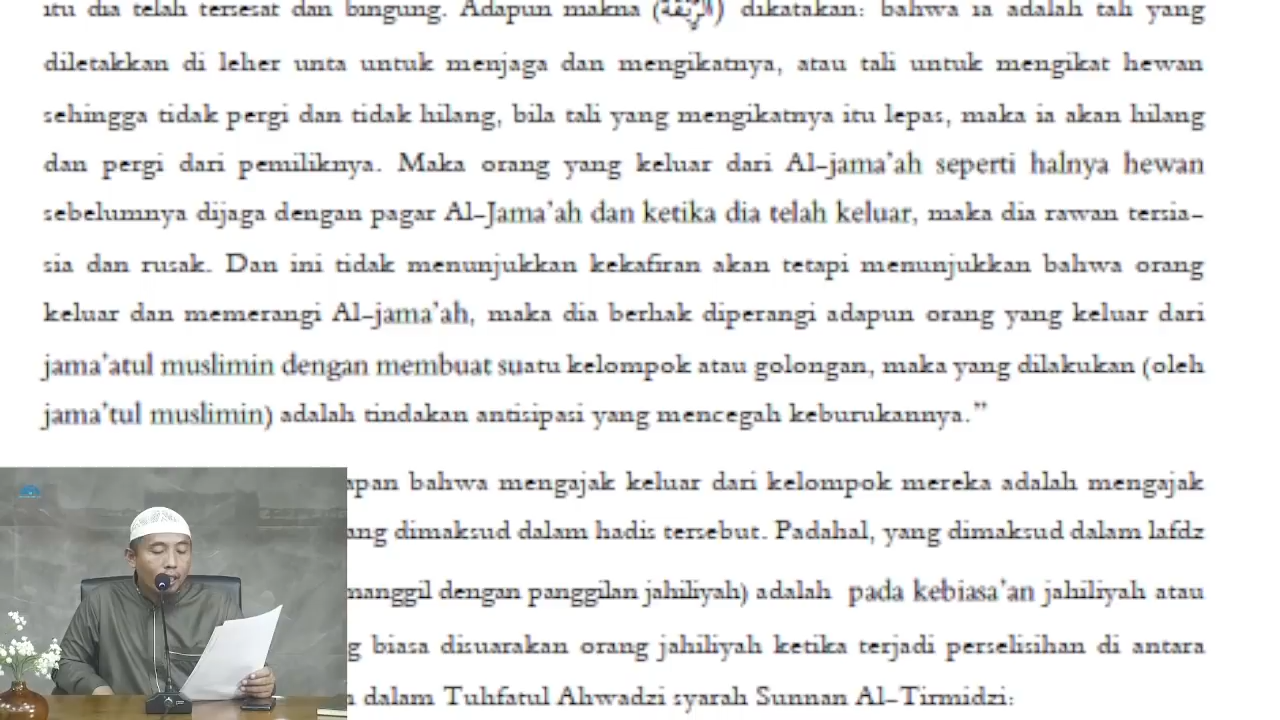 itu dia telah tersesat dan bingung. Adapun makna (الرِّبْقَةُ) dikatakan: bahwa ia adalah tali yang
diletakkan di leher unta untuk menjaga dan mengikatnya, atau tali untuk mengikat hewan
sehingga tidak pergi dan tidak hilang, bila tali yang mengikatnya itu lepas, maka ia akan hilang
dan pergi dari pemiliknya. Maka orang yang keluar dari Al-jama'ah seperti halnya hewan
sebelumnya dijaga dengan pagar Al-Jama'ah dan ketika dia telah keluar, maka dia rawan tersia-
sia dan rusak. Dan ini tidak menunjukkan kekafiran akan tetapi menunjukkan bahwa orang
keluar dan memerangi Al-jama'ah, maka dia berhak diperangi adapun orang yang keluar dari
jama'atul muslimin dengan membuat suatu kelompok atau golongan, maka yang dilakukan (oleh
jama'tul muslimin) adalah tindakan antisipasi yang mencegah keburukannya."
apan bahwa mengajak keluar dari kelompok mereka adalah mengajak
ang dimaksud dalam hadis tersebut. Padahal, yang dimaksud dalam lafdz
nanggil dengan panggilan jahiliyah) adalah pada kebiasa'an jahiliyah atau
g biasa disuarakan orang jahiliyah ketika terjadi perselisihan di antara
dalam Tuhfatul Ahwadzi syarah Sunnan Al-Tirmidzi: